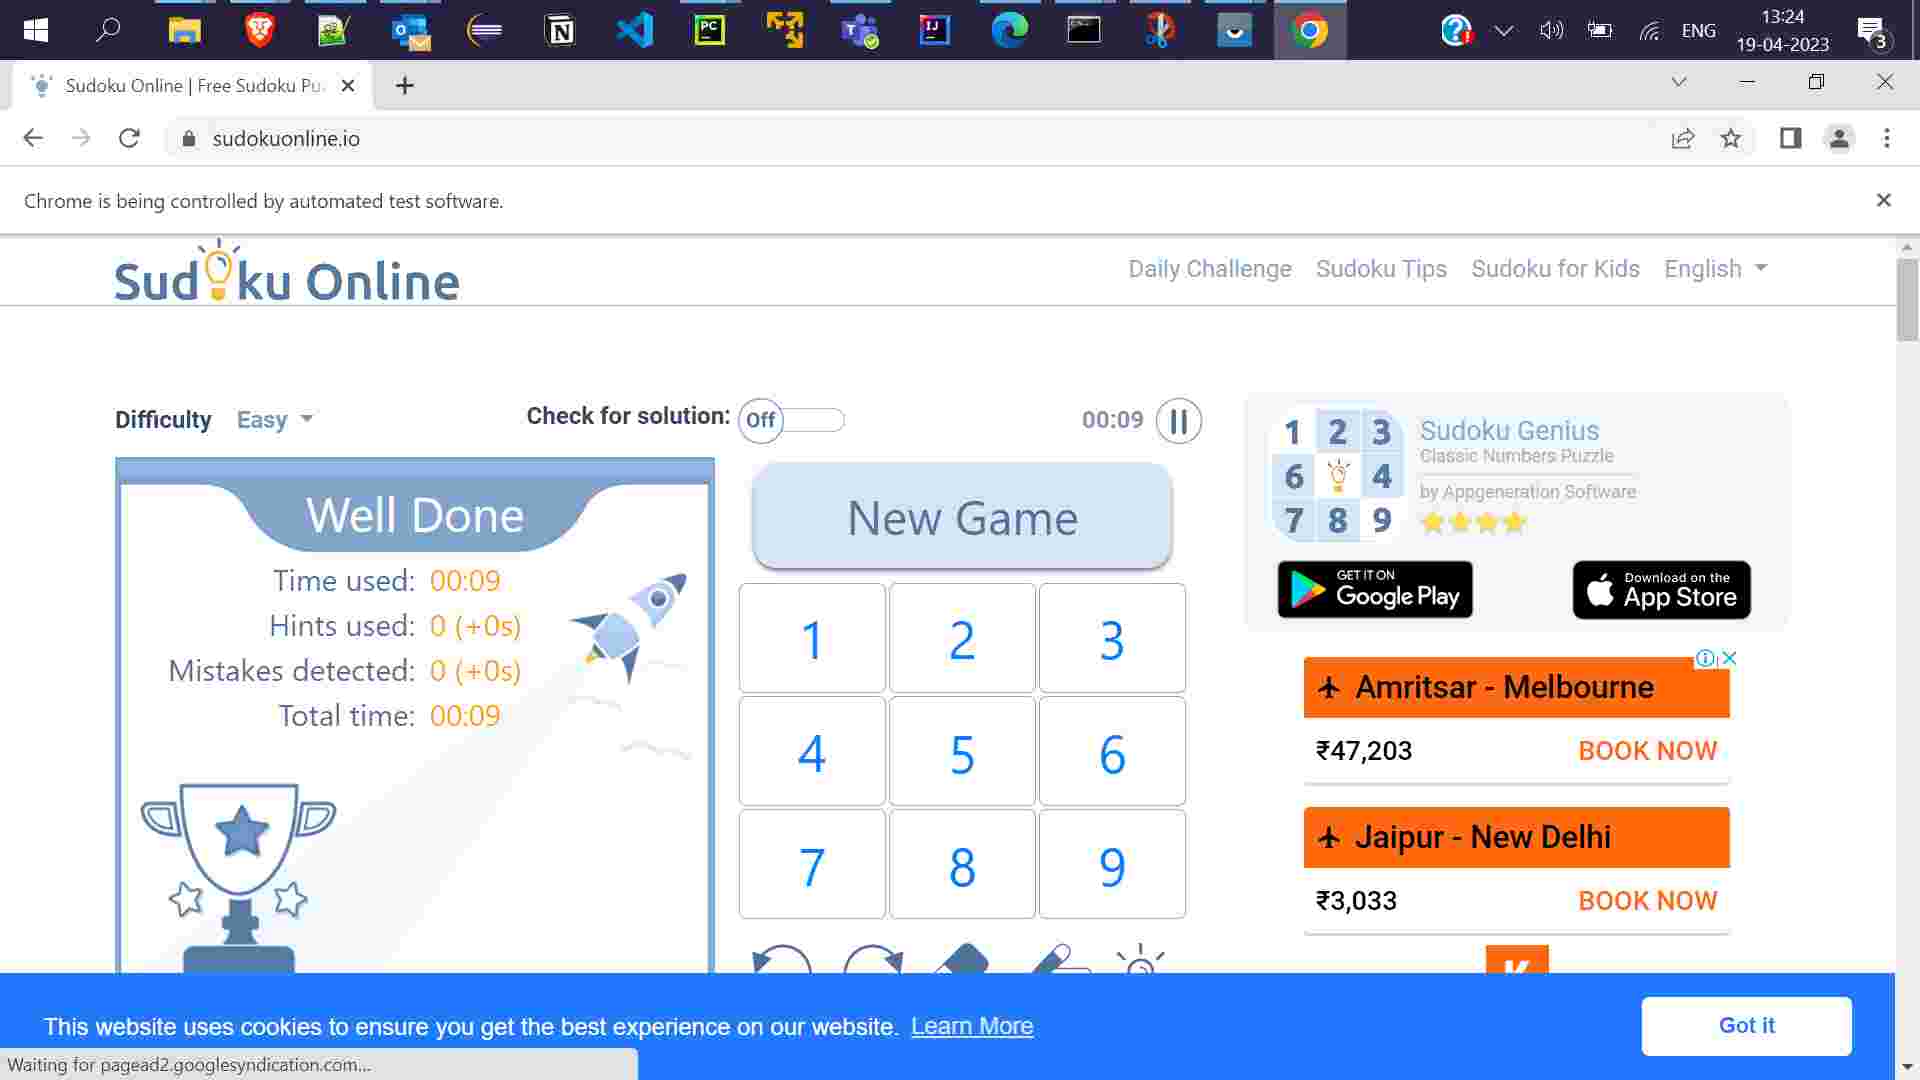 PC
IJ
ENG
13:24
19-04-2023
3
Sudoku Online | Free Sudoku Pu
sudokuonline.io
Chrome is being controlled by automated test software.
Sudoku Online
Daily Challenge Sudoku Tips Sudoku for Kids English
Difficulty Easy
Check for solution: Off
00:09
Well Done
Time used: 00:09
Hints used: 0 (+0s)
Mistakes detected: 0 (+0s)
Total time: 00:09
New Game
1 2 3
4 5 6
7 8 9
1 2 3
6 4
7 8 9
Sudoku Genius
Classic Numbers Puzzle
by Appgeneration Software
GET IT ON
Google Play
Download on the
App Store
Amritsar - Melbourne
₹47,203 BOOK NOW
Jaipur - New Delhi
₹3,033 BOOK NOW
This website uses cookies to ensure you get the best experience on our website. Learn More
Got it
Waiting for pagead2.googlesyndication.com...